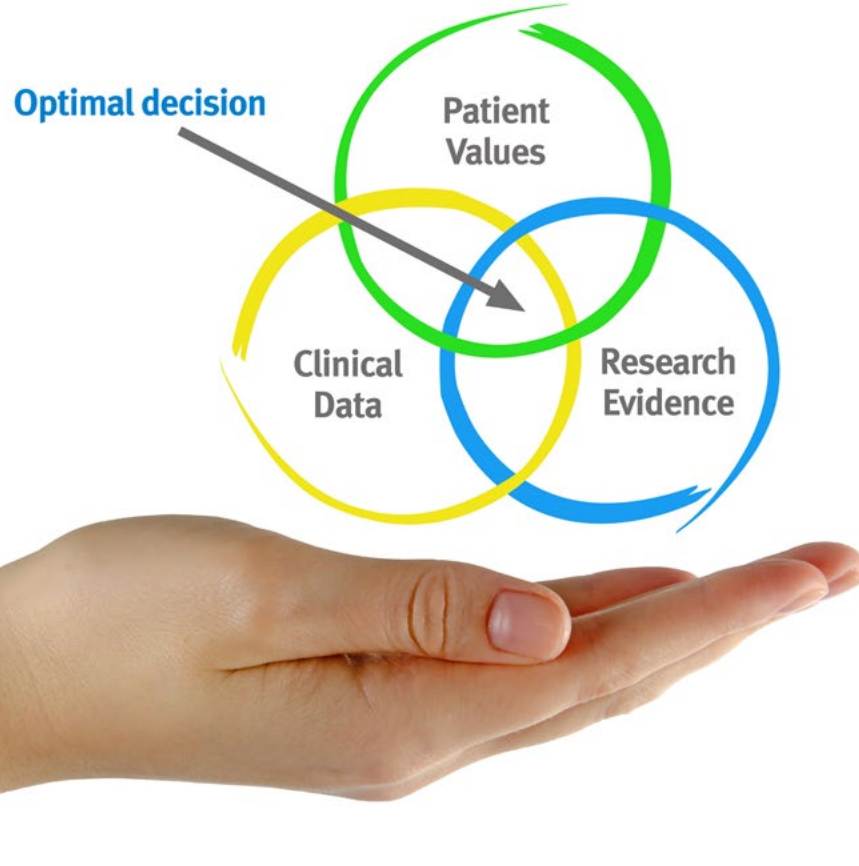 Optimal decision
Patient
Values
Clinical
Data
Research
Evidence